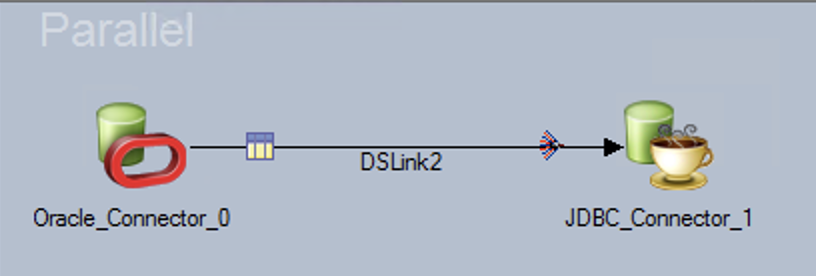 Parallel
DSLink2
Oracle_Connector_0
JDBC_Connector_1